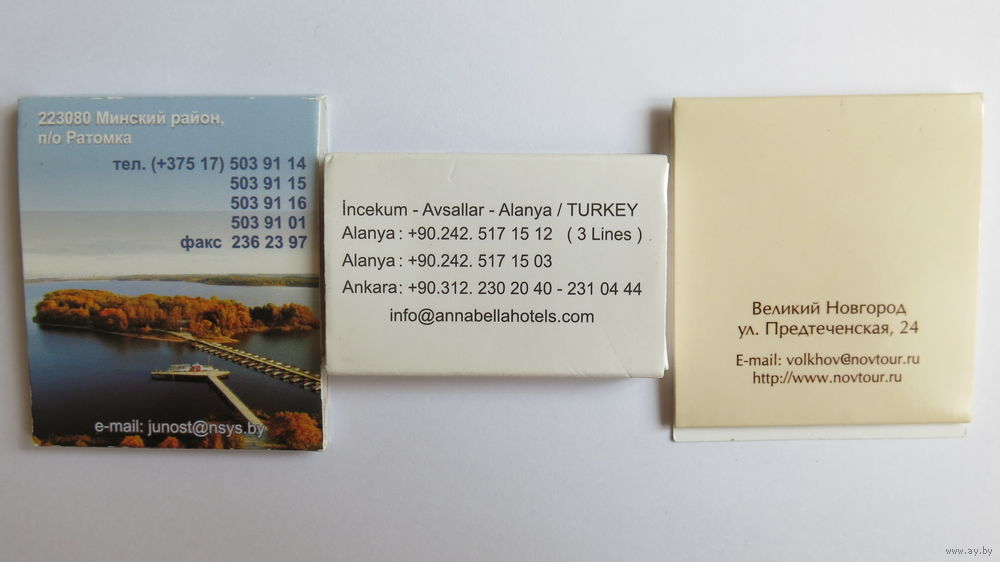 223080 Минский район,
п/о Ратомка
тел. (+375 17) 503 91 14
503 91 15
503 91 16
503 91 01
факс 236 23 97
e-mail: junost@nsys.by
İncekum - Avsallar - Alanya / TURKEY
Alanya : +90.242. 517 15 12 ( 3 Lines )
Alanya : +90.242. 517 15 03
Ankara: +90.312. 230 20 40 - 231 04 44
info@annabellahotels.com
Великий Новгород
ул. Предтеченская, 24
E-mail: volkhov@novtour.ru
http://www.novtour.ru
www.ay.by